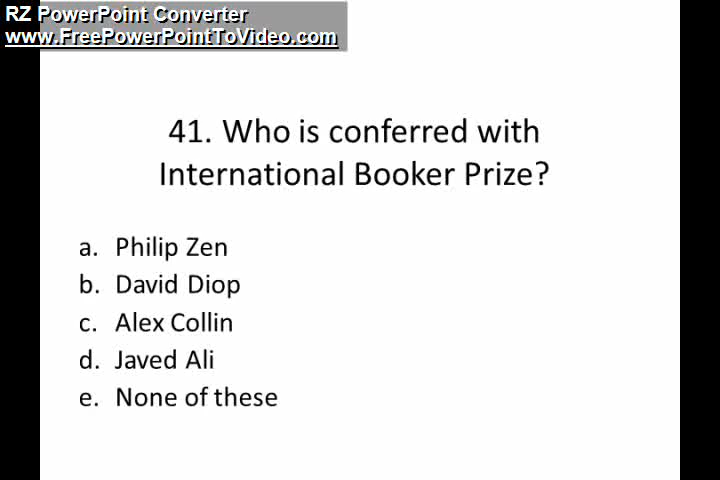 RZ PowerPoint Converter
www.FreePowerPointToVideo.com
41. Who is conferred with
International Booker Prize?
a. Philip Zen
b. David Diop
c. Alex Collin
d. Javed Ali
e. None of these